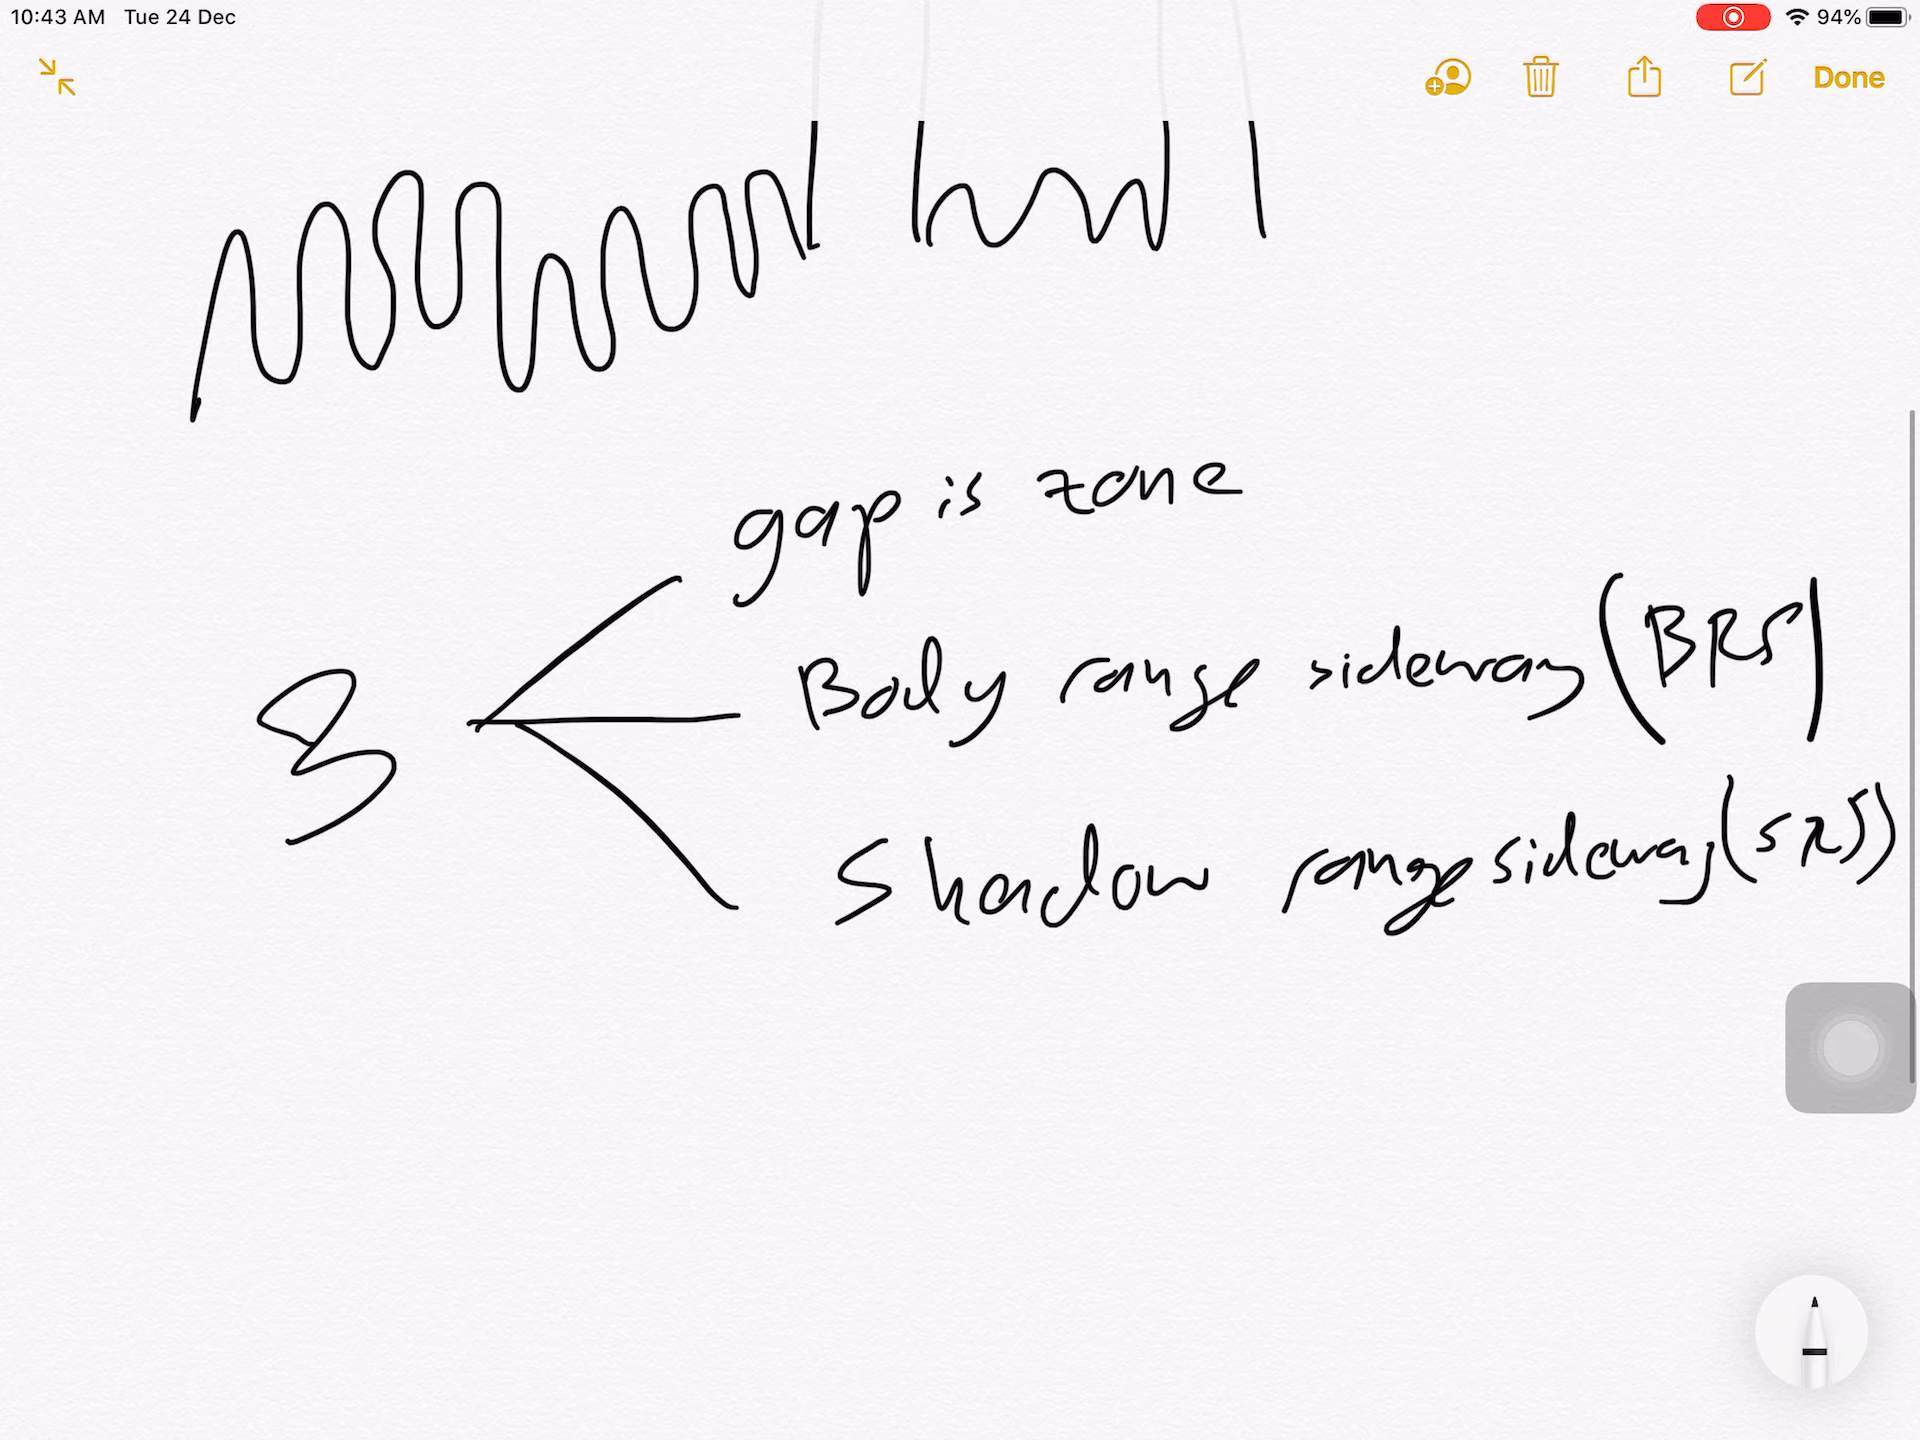 10:43 AM Tue 24 Dec
94%
Done
gap is zone
3
Body range sideway (BRS)
Shadow range sideway (SRS)